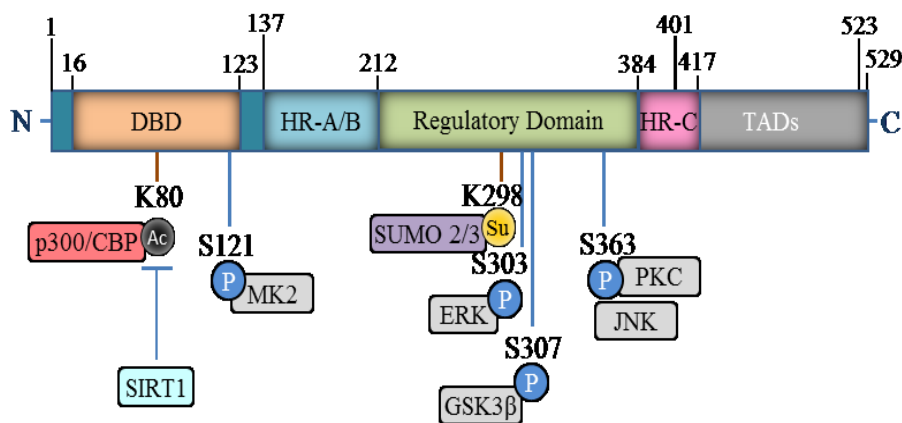 1 137 401 523
16 123 212 384 417 529
N DBD HR-A/B Regulatory Domain HR-C TADs C
K80 K298
p300/CBP Ac S121 SUMO 2/3 Su S363
P MK2 S303 P PKC
ERK P JNK
S307
SIRT1 GSK3β P